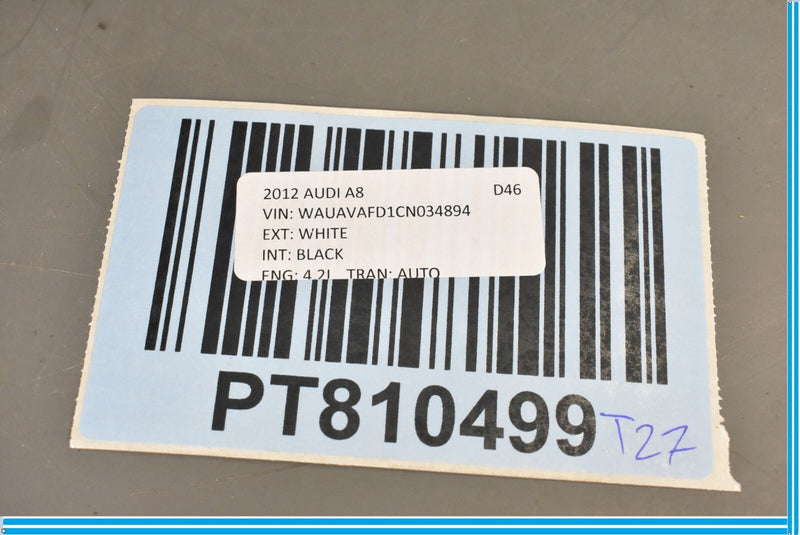 2012 AUDI A8 D46
VIN: WAUAVAFD1CN034894
EXT: WHITE
INT: BLACK
ENG: 4.2L TRAN: AUTO
PT810499
T27